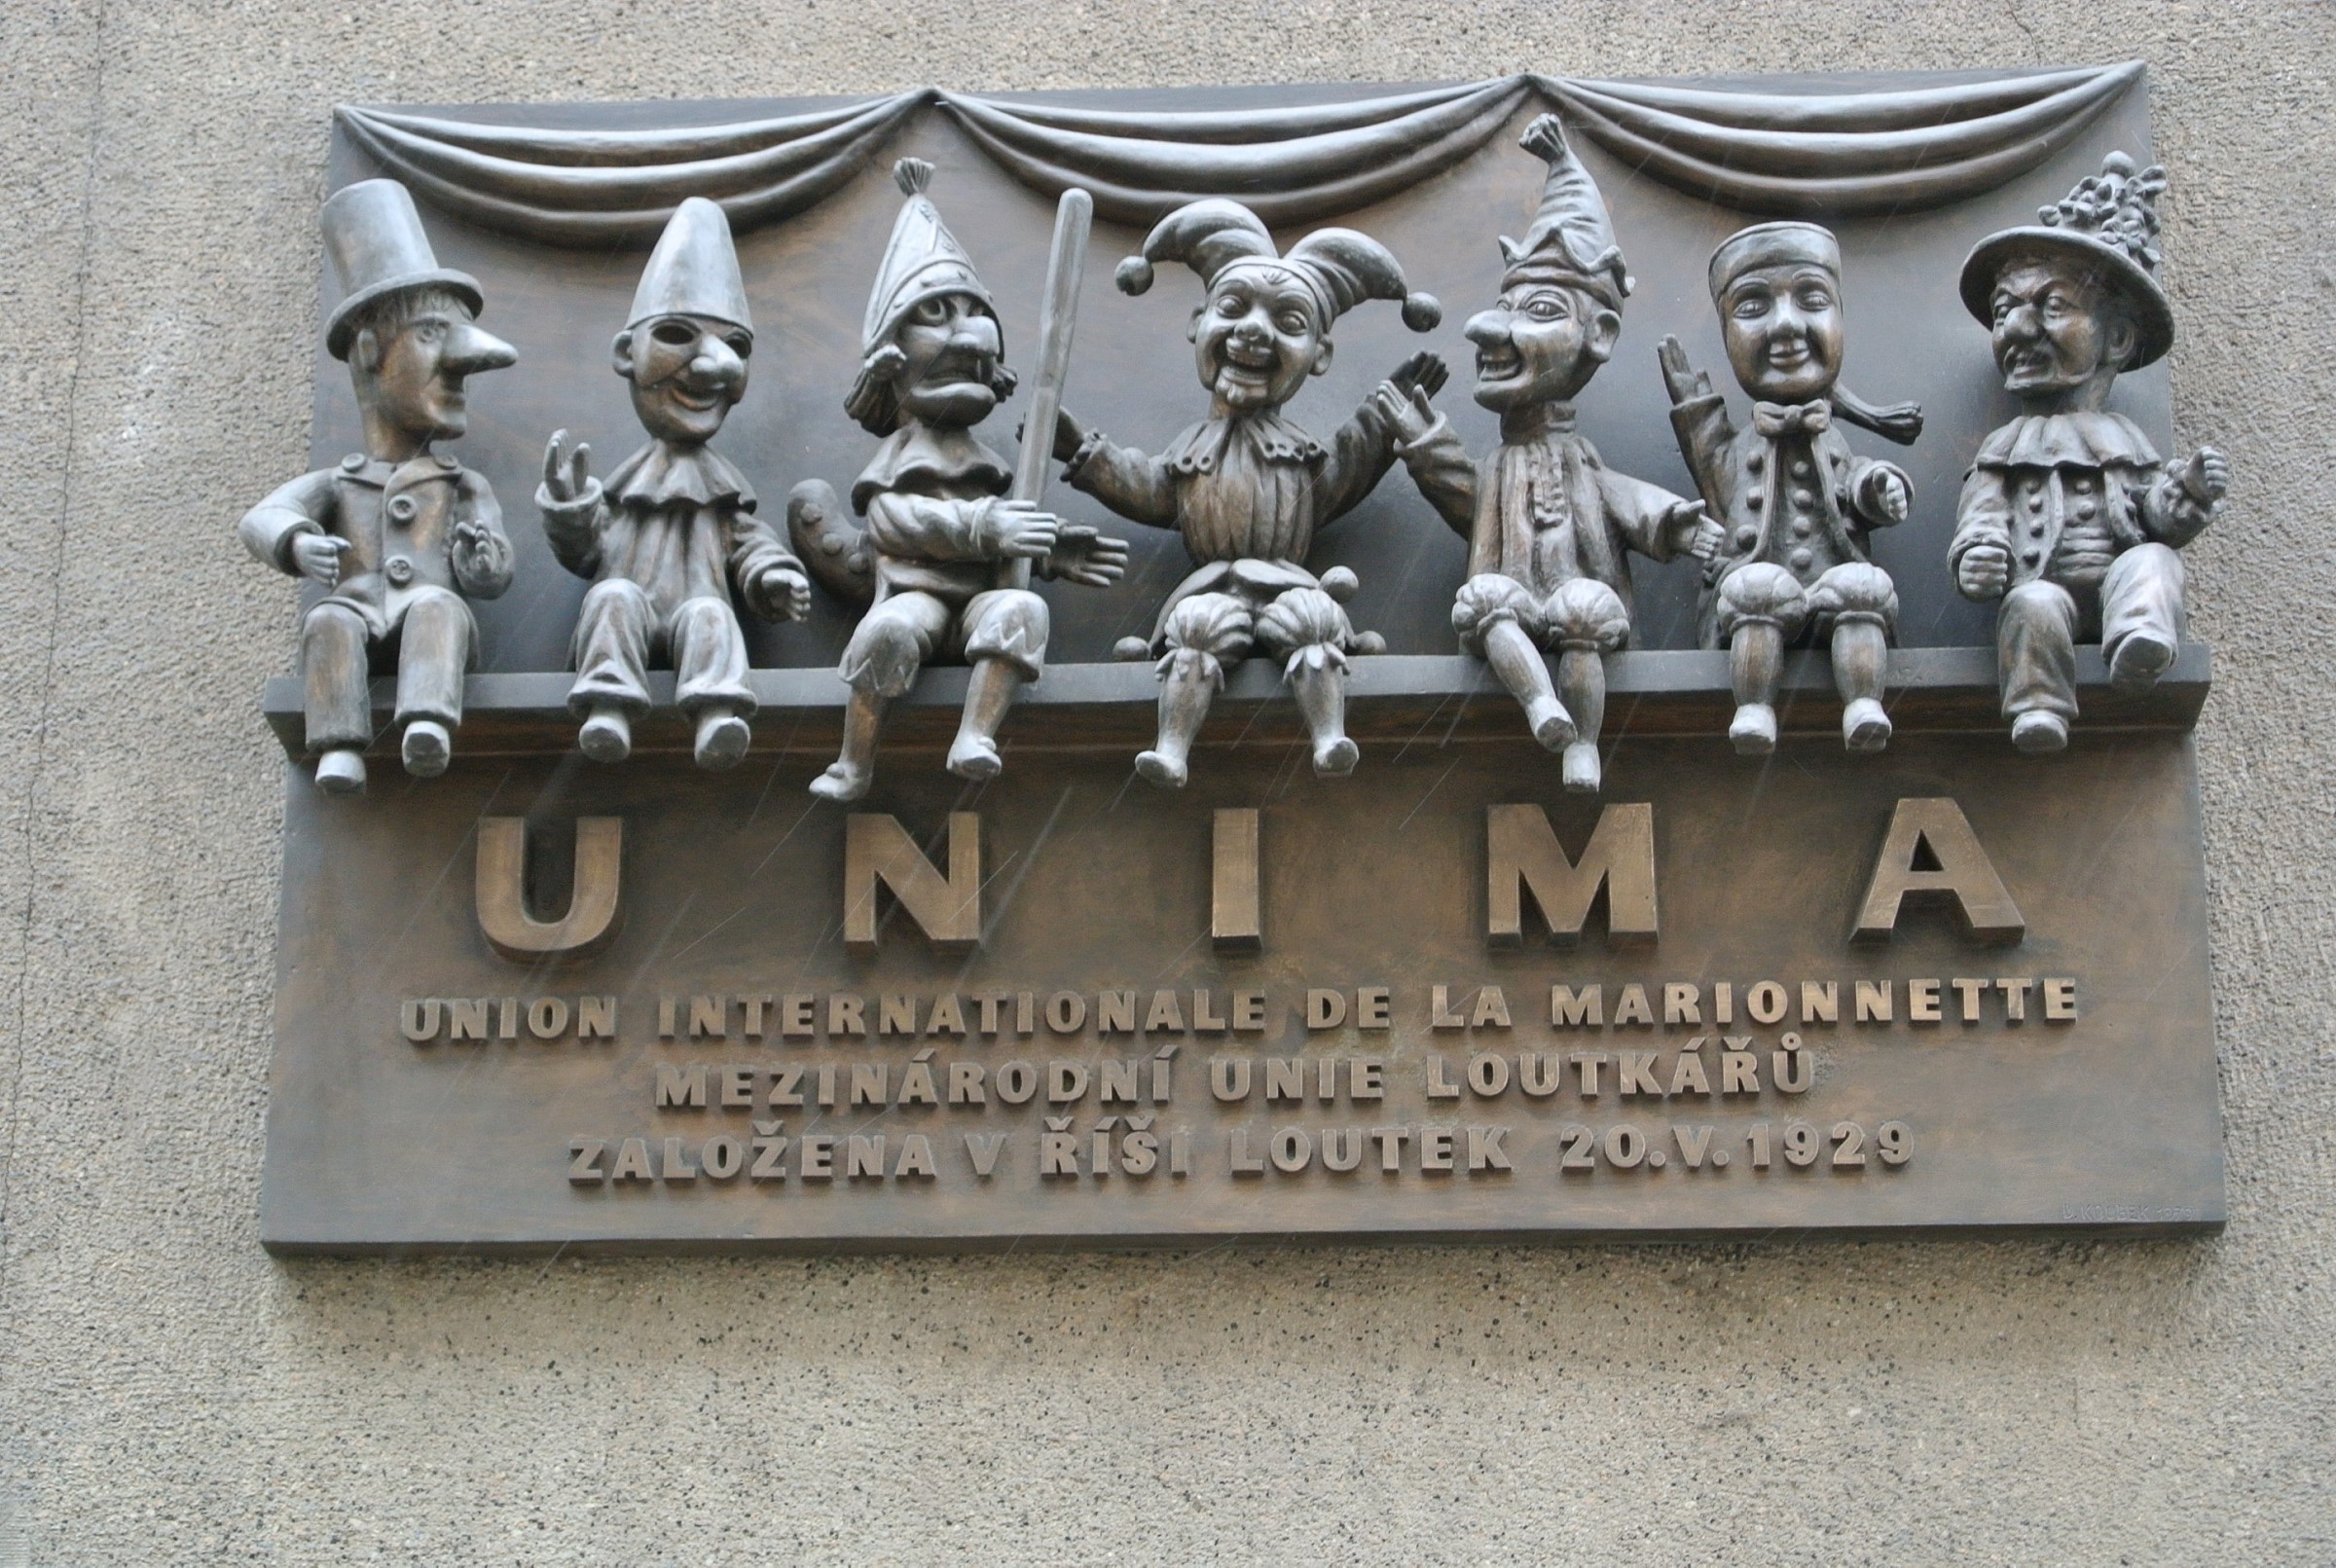 UNIMA
UNION INTERNATIONALE DE LA MARIONNETTE
MEZINÁRODNÍ UNIE LOUTKÁŘŮ
ZALOŽENA V ŘÍŠI LOUTEK 20.V.1929